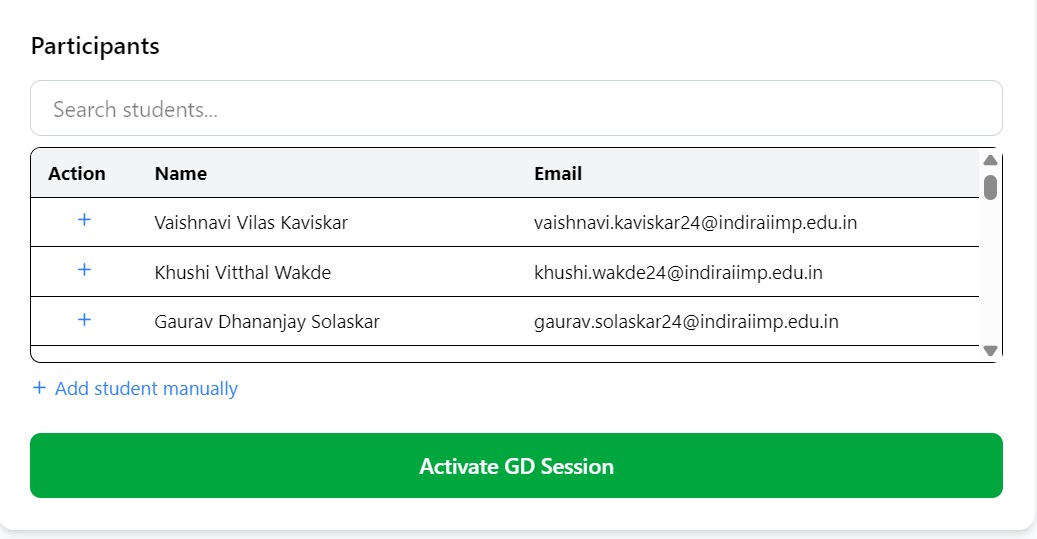 Participants
Search students...
Action Name Email
+ Vaishnavi Vilas Kaviskar vaishnavi.kaviskar24@indiraiimp.edu.in
+ Khushi Vitthal Wakde khushi.wakde24@indiraiimp.edu.in
+ Gaurav Dhananjay Solaskar gaurav.solaskar24@indiraiimp.edu.in
+ Add student manually
Activate GD Session